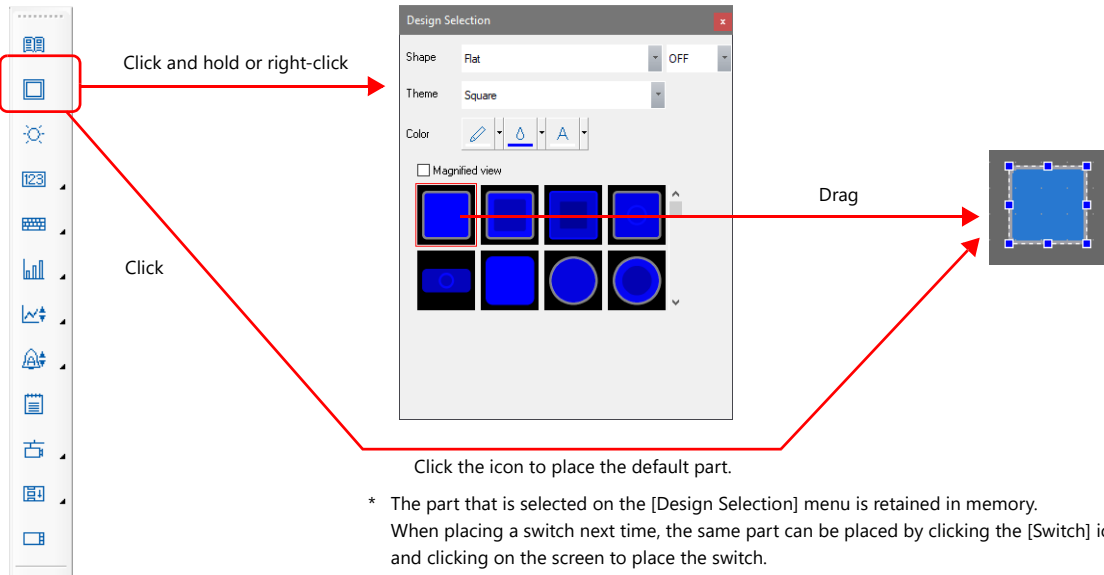 Design Selection
x
Click and hold or right-click
Shape Flat OFF
Theme Square
Color A
Magnified view
123
Drag
Click
A
Click the icon to place the default part.
* The part that is selected on the [Design Selection] menu is retained in memory.
When placing a switch next time, the same part can be placed by clicking the [Switch]
and clicking on the screen to place the switch.